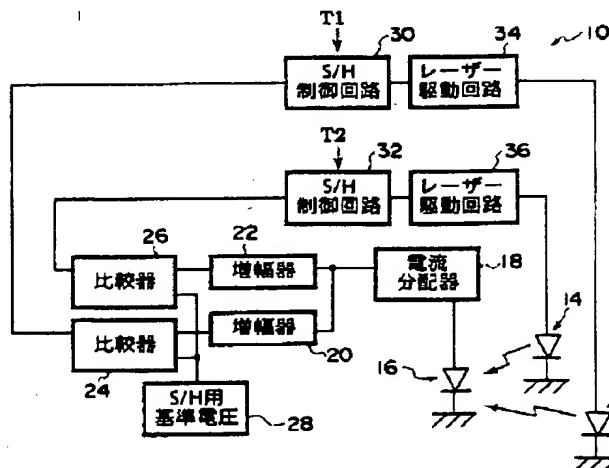 T1
30
34
10
S/H
制御回路
レーザー
駆動回路
T2
32
36
S/H
制御回路
レーザー
駆動回路
26
22
18
比較器
増幅器
電流
分配器
14
比較器
増幅器
24
20
16
S/H用
基準電圧
28